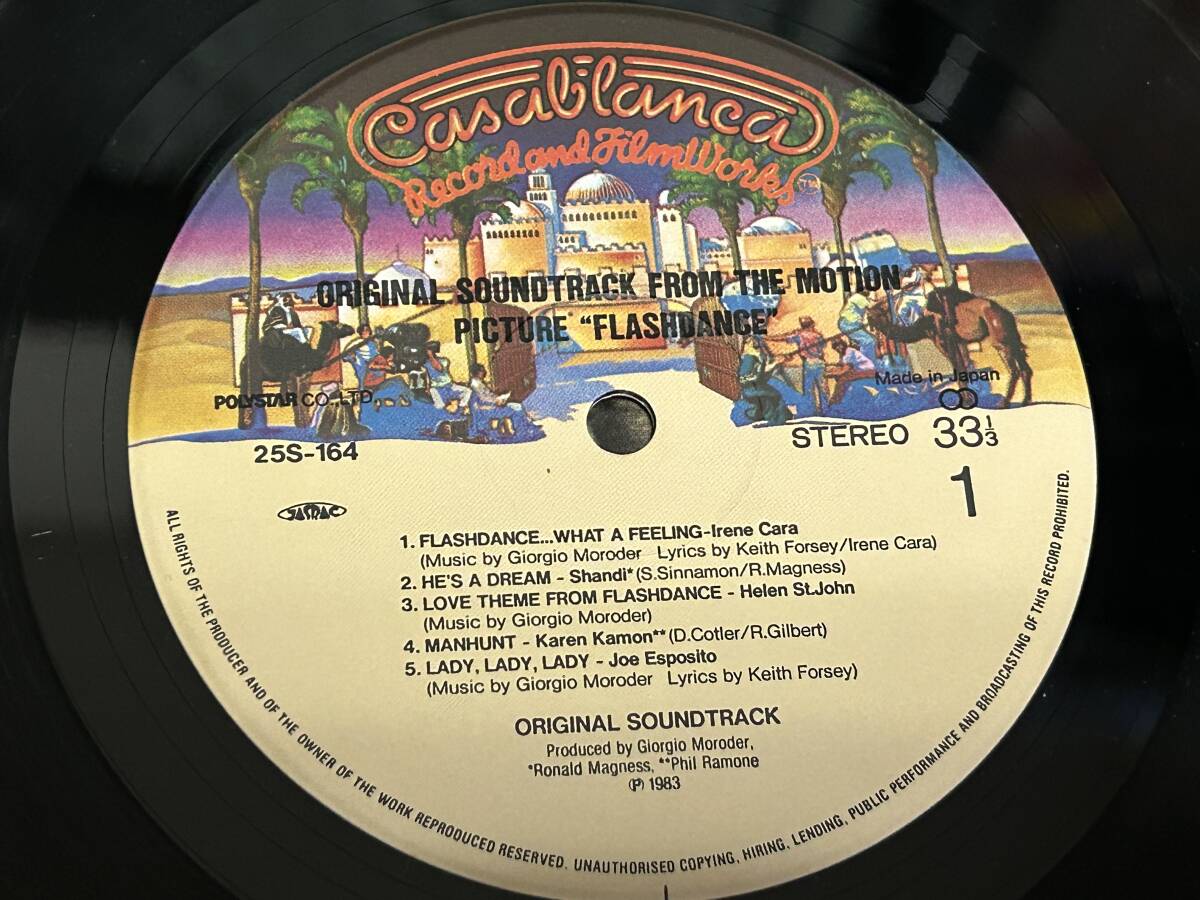 Casablanca
Record and FilmWorks TM
ORIGINAL SOUNDTRACK FROM THE MOTION
PICTURE "FLASHDANCE"
Made in Japan
POLYSTAR CO.,LTD.,
25S-164
STEREO 33 1/3
1
JASRAC
1. FLASHDANCE...WHAT A FEELING-Irene Cara
(Music by Giorgio Moroder Lyrics by Keith Forsey/Irene Cara)
2. HE'S A DREAM - Shandi* (S.Sinnamon/R.Magness)
3. LOVE THEME FROM FLASHDANCE - Helen St.John
(Music by Giorgio Moroder)
4. MANHUNT - Karen Kamon** (D.Cotler/R.Gilbert)
5. LADY, LADY, LADY - Joe Esposito
(Music by Giorgio Moroder Lyrics by Keith Forsey)
ORIGINAL SOUNDTRACK
Produced by Giorgio Moroder,
*Ronald Magness, **Phil Ramone
℗ 1983
ALL RIGHTS OF THE PRODUCER AND OF THE OWNER OF THE WORK REPRODUCED RESERVED. UNAUTHORISED COPYING, HIRING, LENDING, PUBLIC PERFORMANCE AND BROADCASTING OF THIS RECORD PROHIBITED.